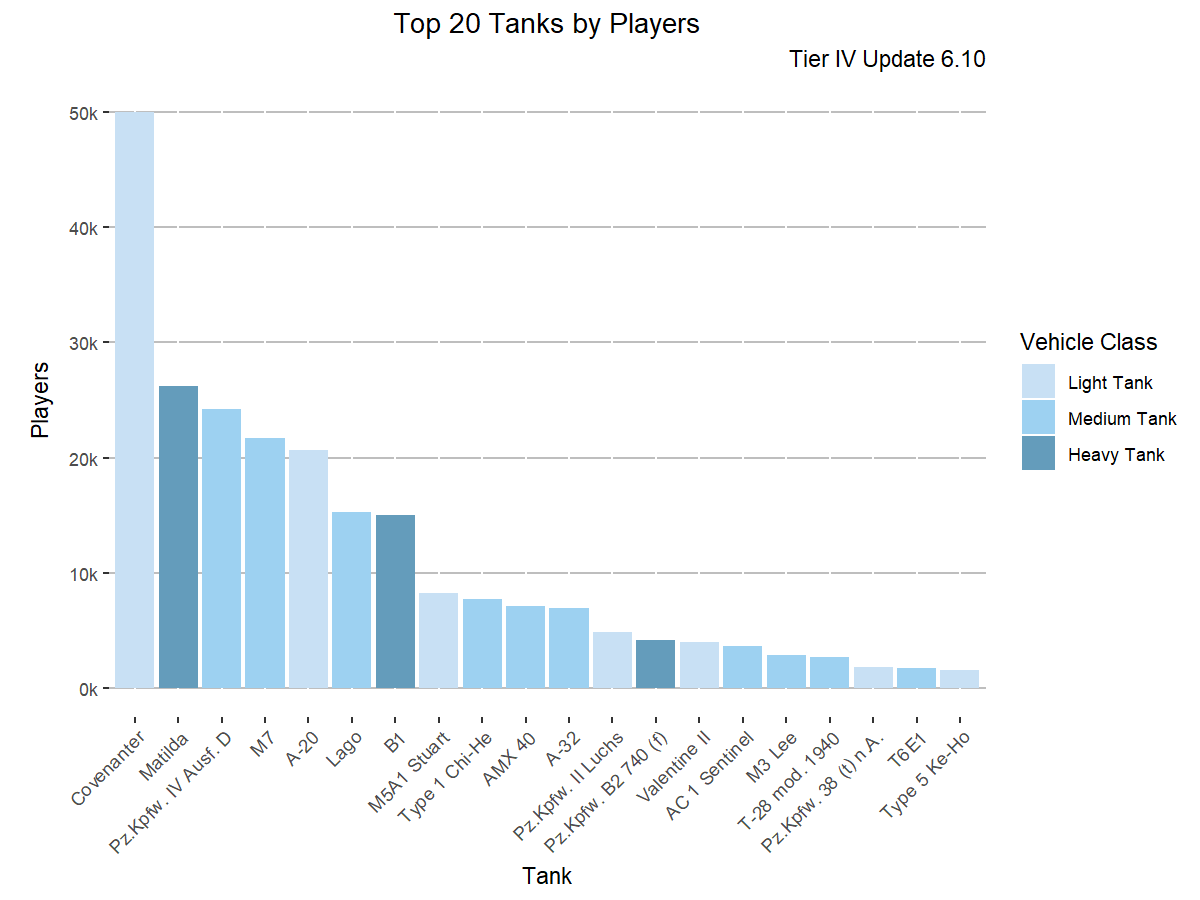 Top 20 Tanks by Players
Tier IV Update 6.10
50k
40k
30k
20k
10k
0k
Players
Covenanter
Matilda
Pz.Kpfw. IV Ausf. D
M7
A-20
Lago
B1
M5A1 Stuart
Type 1 Chi-He
AMX 40
A-32
Pz.Kpfw. II Luchs
Pz.Kpfw. B2 740 (f)
Valentine II
AC 1 Sentinel
M3 Lee
T-28 mod. 1940
Pz.Kpfw. 38 (t) n.A.
T6E1
Type 5 Ke-Ho
Tank
Vehicle Class
Light Tank
Medium Tank
Heavy Tank